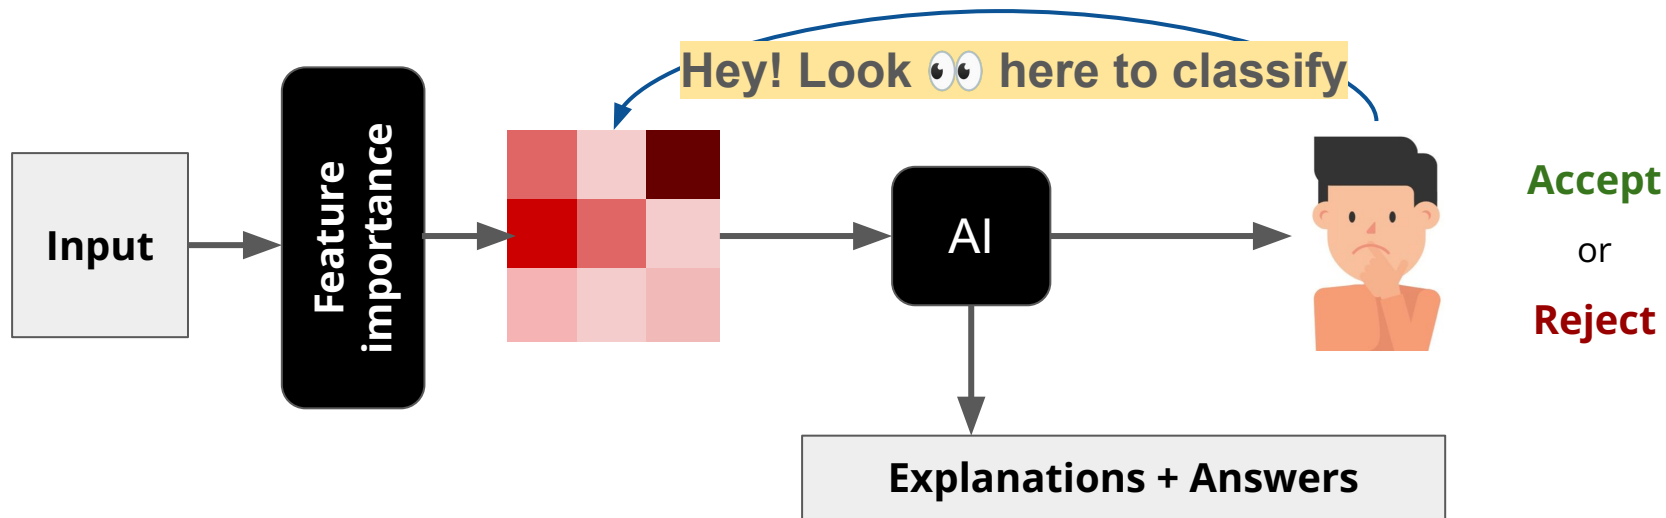 Hey! Look 👀 here to classify
Input
Feature
importance
AI
Accept
or
Reject
Explanations + Answers